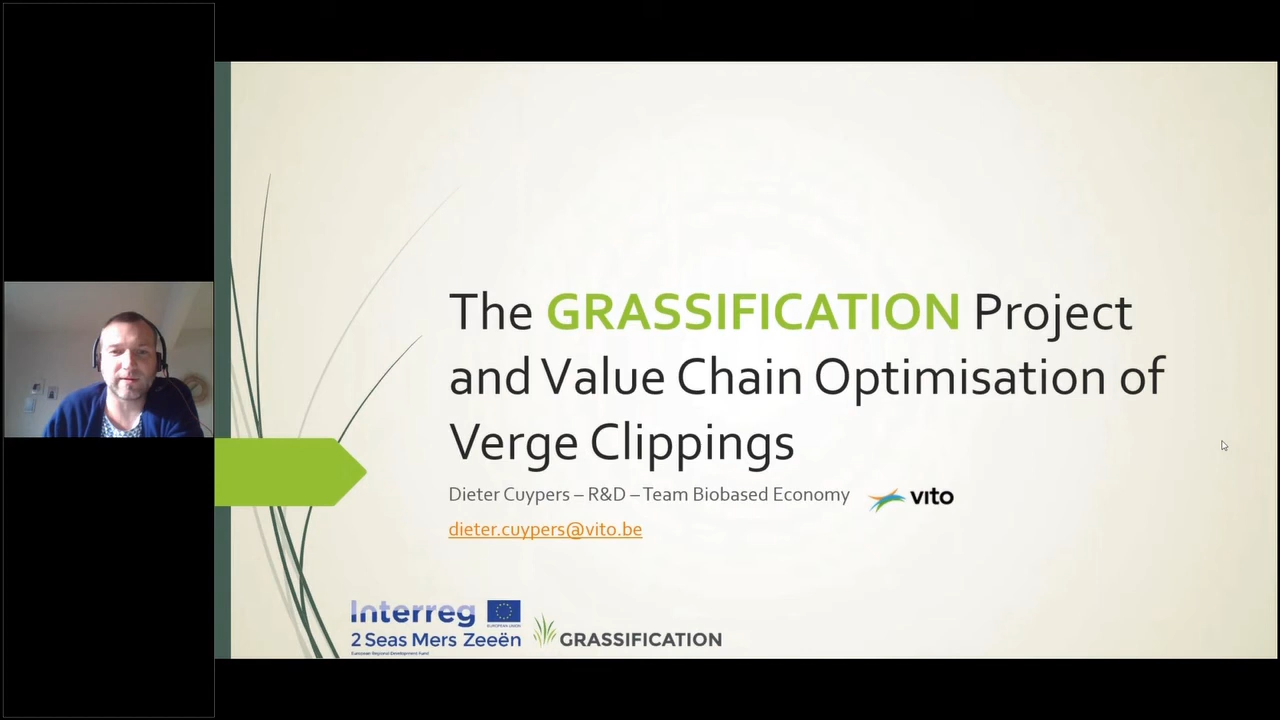 The GRASSIFICATION Project
and Value Chain Optimisation of
Verge Clippings
Dieter Cuypers – R&D – Team Biobased Economy
vito
dieter.cuypers@vito.be
Interreg
EUROPEAN UNION
2 Seas Mers Zeeën
European Regional Development Fund
GRASSIFICATION